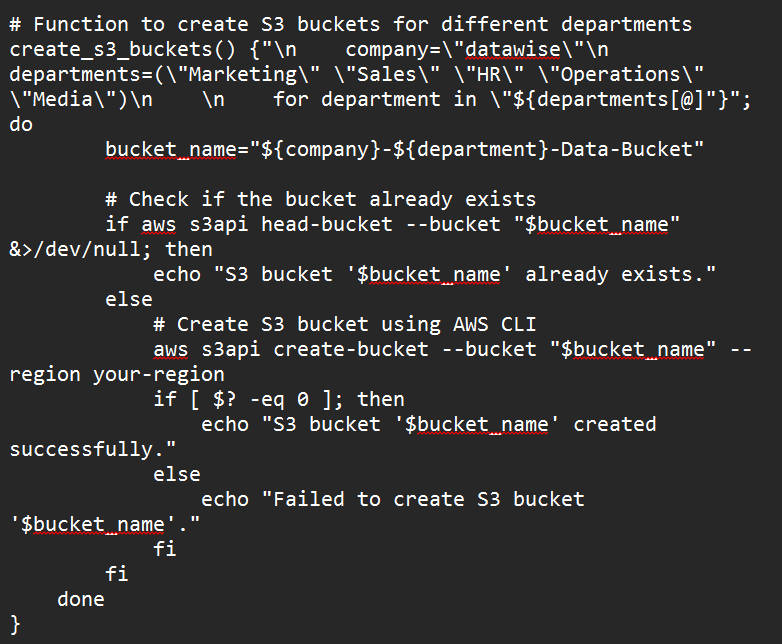 # Function to create S3 buckets for different departments
create_s3_buckets() {"\n    company=\"datawise\"\n
departments=(\"Marketing\" \"Sales\" \"HR\" \"Operations\"
\"Media\")\n    \n    for department in \"${departments[@]"}";
do
        bucket_name="${company}-${department}-Data-Bucket"

        # Check if the bucket already exists
        if aws s3api head-bucket --bucket "$bucket_name"
&>/dev/null; then
            echo "S3 bucket '$bucket_name' already exists."
        else
            # Create S3 bucket using AWS CLI
            aws s3api create-bucket --bucket "$bucket_name" --
region your-region
            if [ $? -eq 0 ]; then
                echo "S3 bucket '$bucket_name' created
successfully."
            else
                echo "Failed to create S3 bucket
'$bucket_name'."
            fi
        fi
    done
}